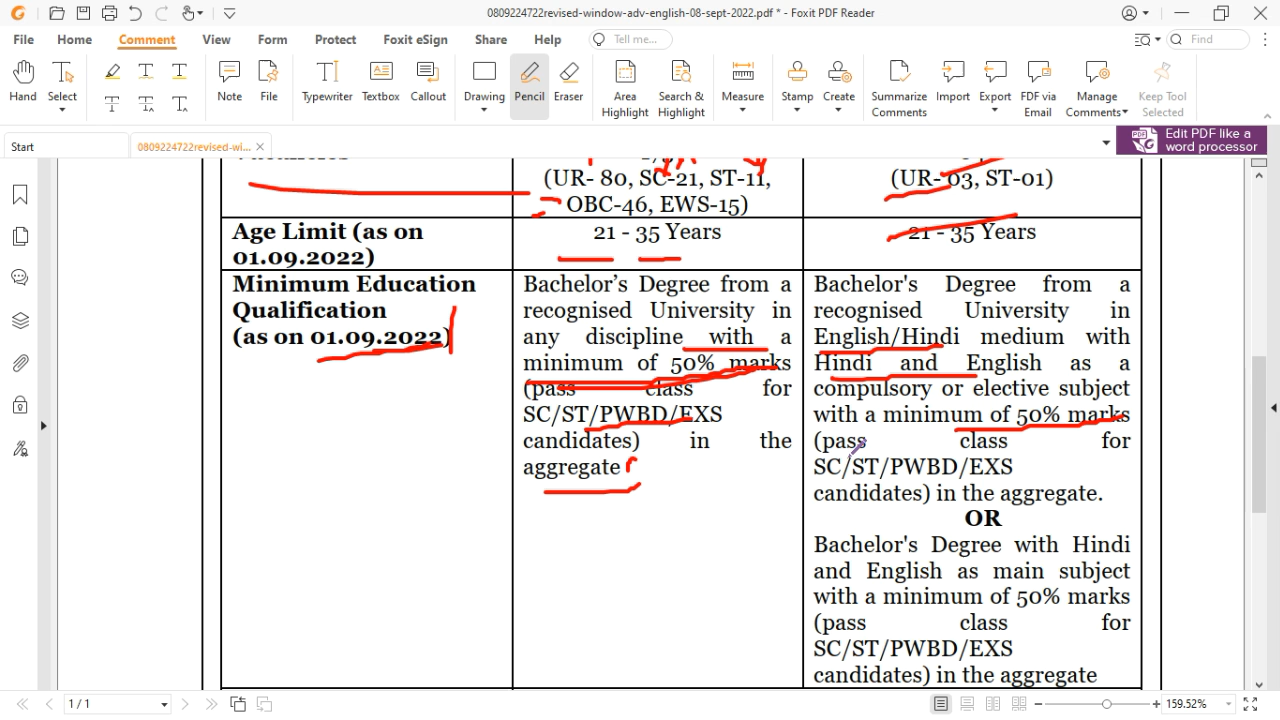 0809224722revised-window-adv-english-08-sept-2022.pdf * - Foxit PDF Reader
File Home Comment View Form Protect Foxit eSign Share Help Tell me... Find
Hand Select Note File Typewriter Textbox Callout Drawing Pencil Eraser Area Highlight Search & Highlight Measure Stamp Create Summarize Comments Import Export PDF via Email Manage Comments Keep Tool Selected
Start 0809224722revised-wi... Edit PDF like a word processor
(UR- 80, SC-21, ST-11,
OBC-46, EWS-15)
(UR- 03, ST-01)
Age Limit (as on
01.09.2022)
21 - 35 Years
21 - 35 Years
Minimum Education
Qualification
(as on 01.09.2022)
Bachelor's Degree from a
recognised University in
any discipline with a
minimum of 50% marks
(pass class for
SC/ST/PWBD/EXS
candidates) in the
aggregate
Bachelor's Degree from a
recognised University in
English/Hindi medium with
Hindi and English as a
compulsory or elective subject
with a minimum of 50% marks
(pass class for
SC/ST/PWBD/EXS
candidates) in the aggregate.
OR
Bachelor's Degree with Hindi
and English as main subject
with a minimum of 50% marks
(pass class for
SC/ST/PWBD/EXS
candidates) in the aggregate
1 / 1 159.52%